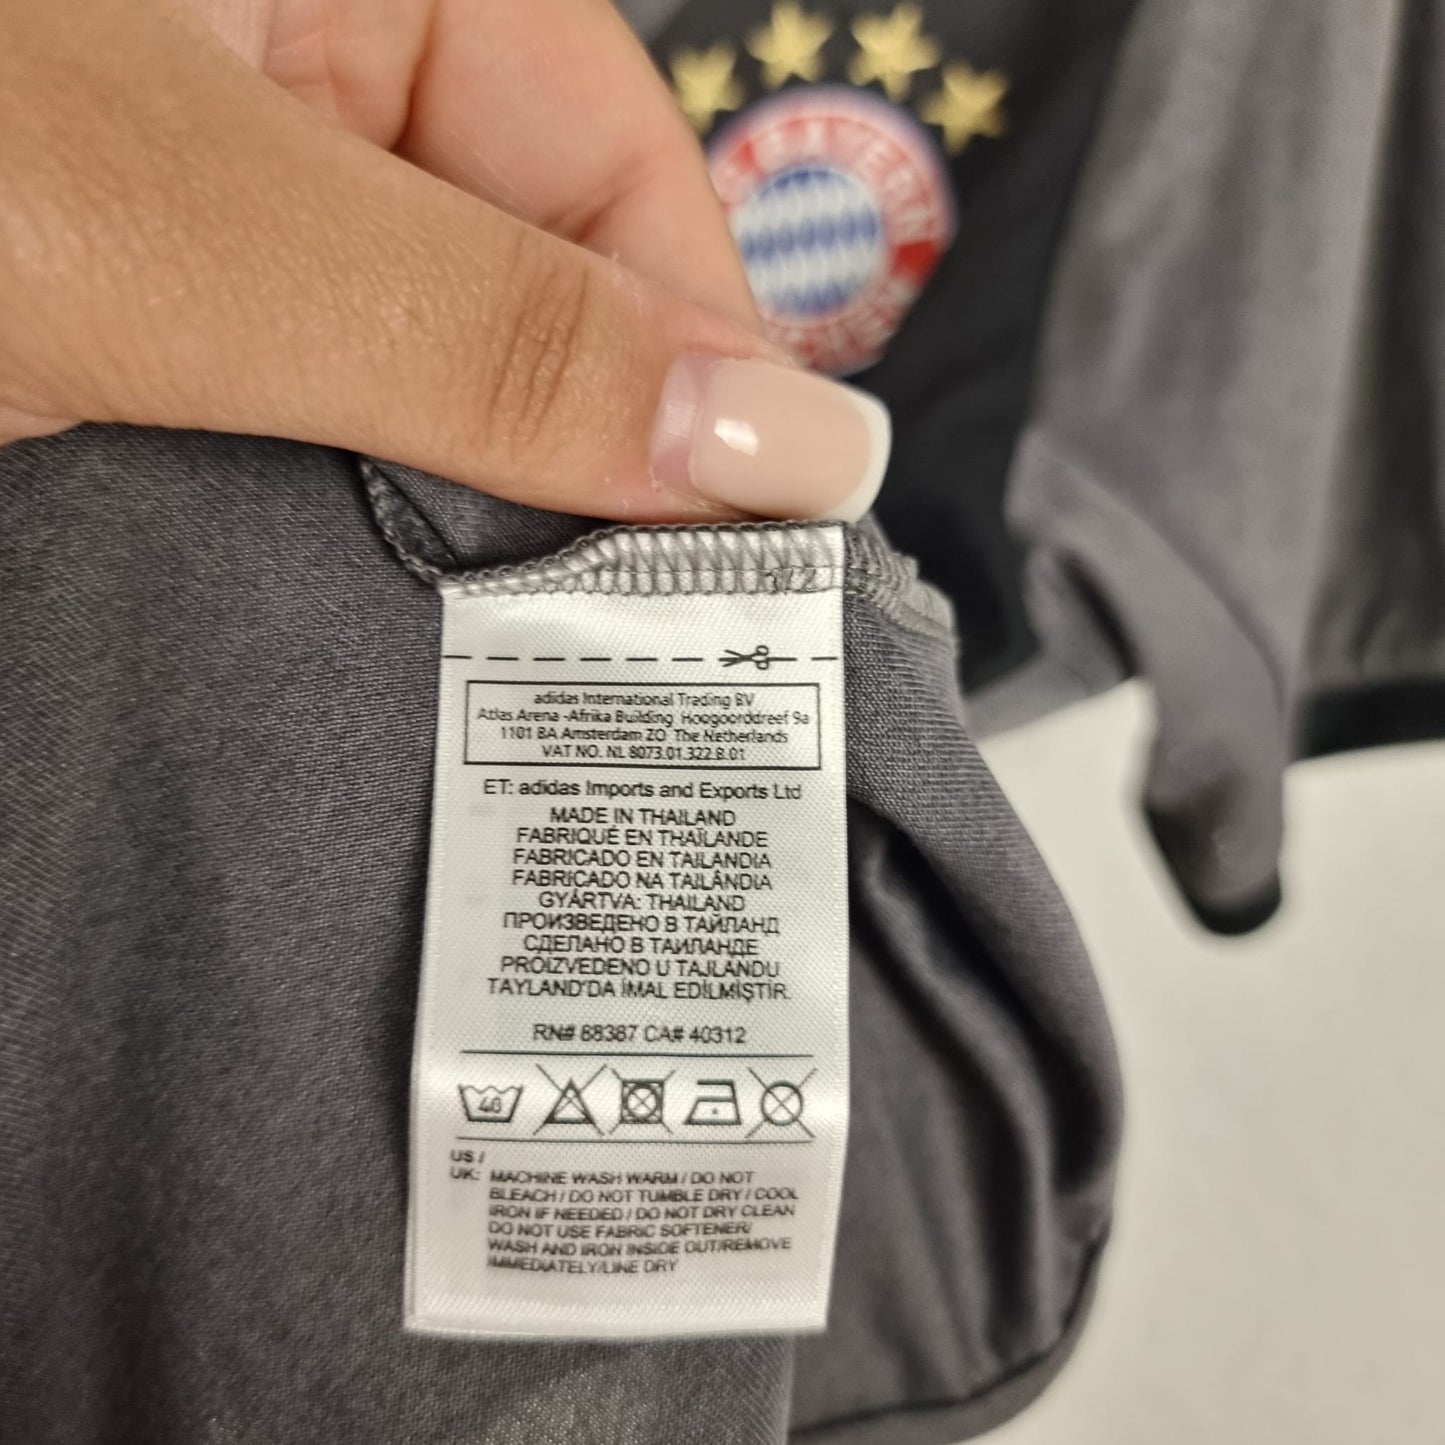 BAYERN
1/2
adidas International Trading BV
Atlas Arena -Afrika Building Hoogoorddreef 9a
1101 BA Amsterdam ZO The Netherlands
VAT NO. NL 8073.01.322.B.01
ET: adidas Imports and Exports Ltd
MADE IN THAILAND
FABRIQUÉ EN THAÏLANDE
FABRICADO EN TAILANDIA
FABRICADO NA TAILÂNDIA
GYÁRTVA: THAILAND
ПРОИЗВЕДЕНО В ТАЙЛАНД
СДЕЛАНО В ТАИЛАНДЕ
PROIZVEDENO U TAJLANDU
TAYLAND'DA İMAL EDİLMİŞTİR.
RN# 88387 CA# 40312
40
US /
UK: MACHINE WASH WARM / DO NOT
BLEACH / DO NOT TUMBLE DRY / COOL
IRON IF NEEDED / DO NOT DRY CLEAN
DO NOT USE FABRIC SOFTENER/
WASH AND IRON INSIDE OUT/REMOVE
IMMEDIATELY/LINE DRY